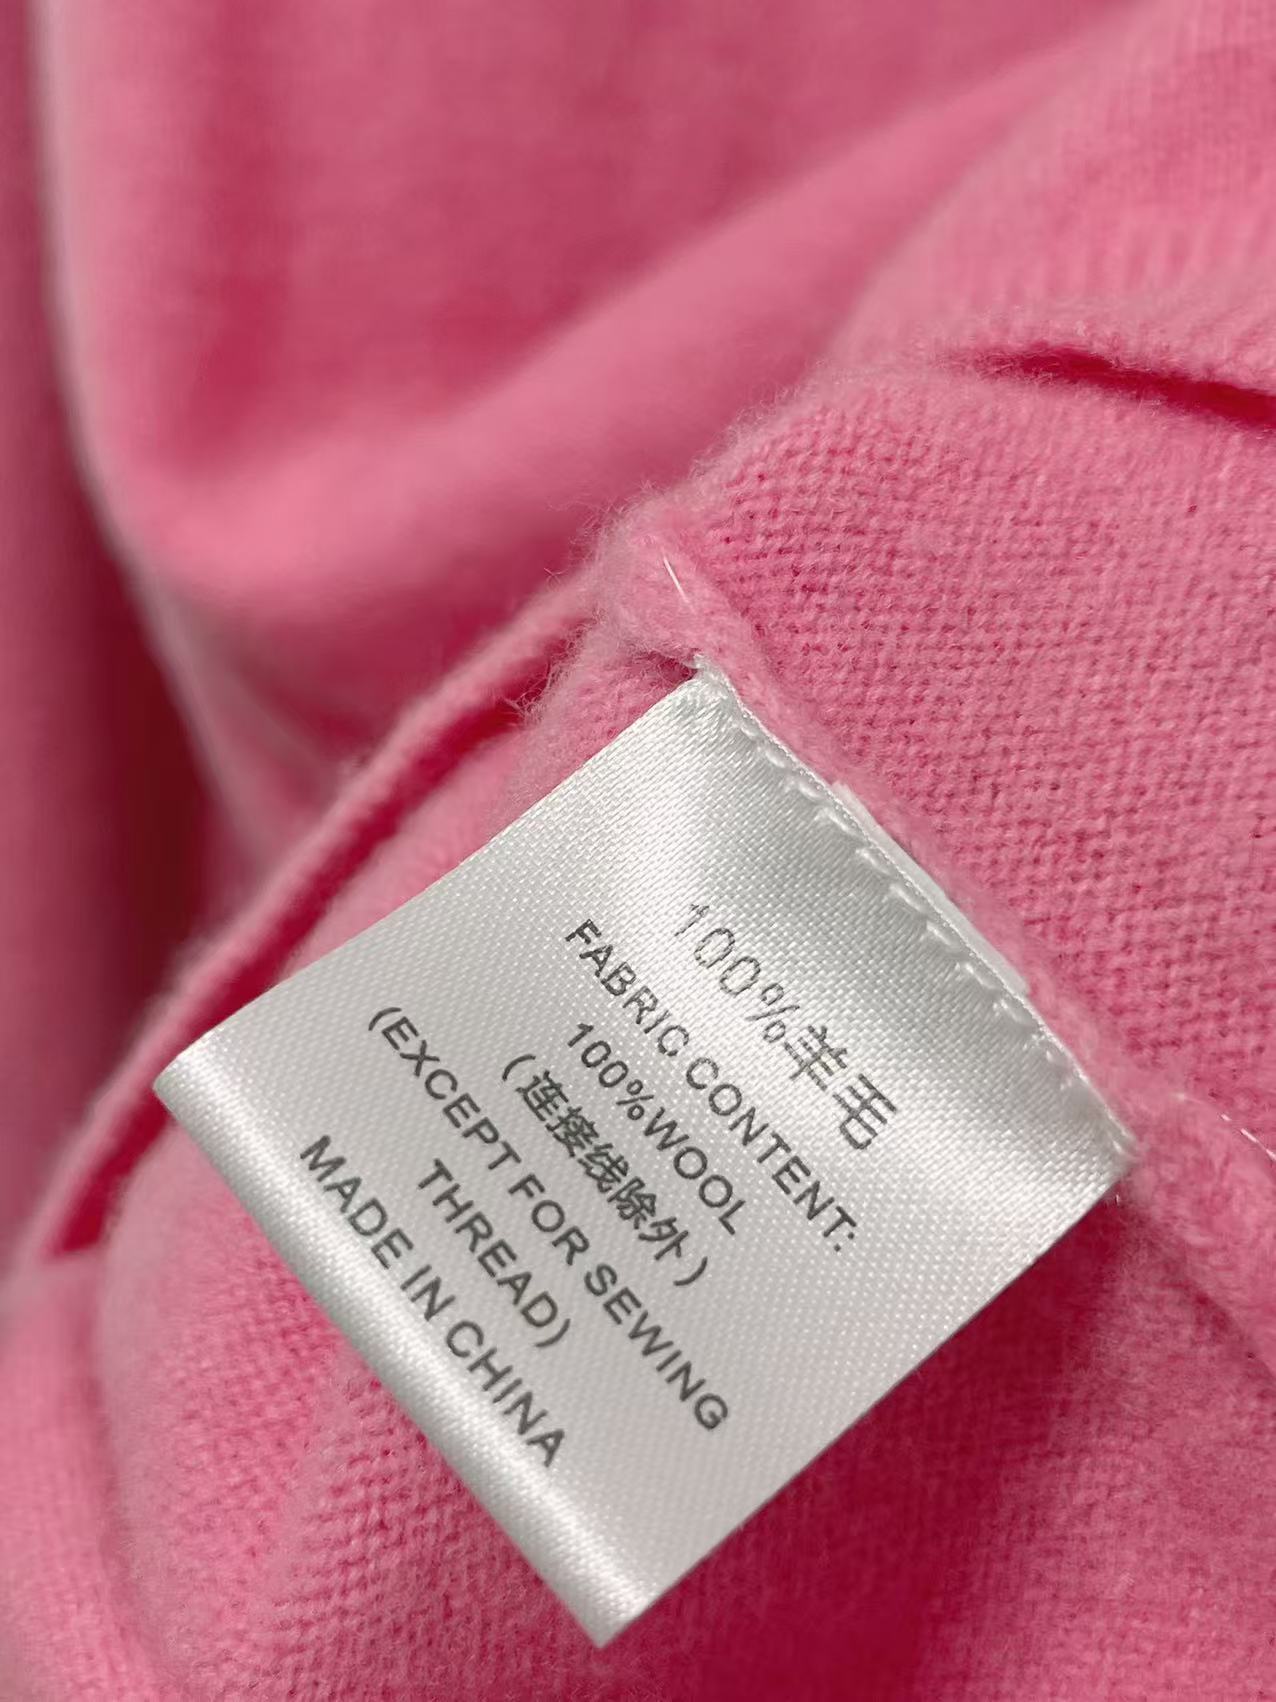 100%羊毛
FABRIC CONTENT:
100%WOOL
(连接线除外)
(EXCEPT FOR SEWING
THREAD)
MADE IN CHINA